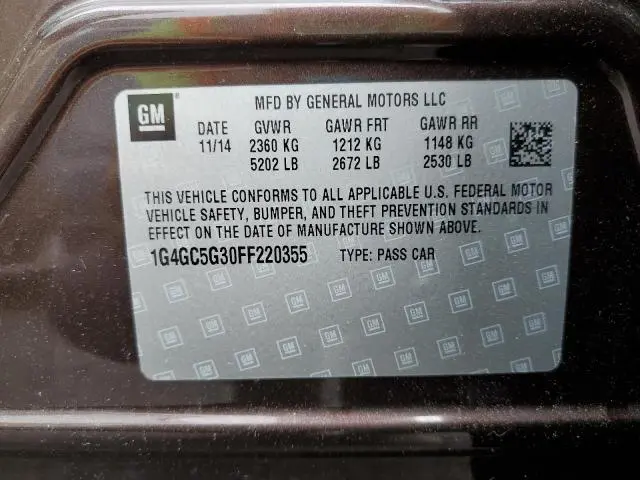 GM
MFD BY GENERAL MOTORS LLC
DATE GVWR GAWR FRT GAWR RR
11/14 2360 KG 1212 KG 1148 KG
5202 LB 2672 LB 2530 LB
THIS VEHICLE CONFORMS TO ALL APPLICABLE U.S. FEDERAL MOTOR
VEHICLE SAFETY, BUMPER, AND THEFT PREVENTION STANDARDS IN
EFFECT ON THE DATE OF MANUFACTURE SHOWN ABOVE.
1G4GC5G30FF220355 TYPE: PASS CAR